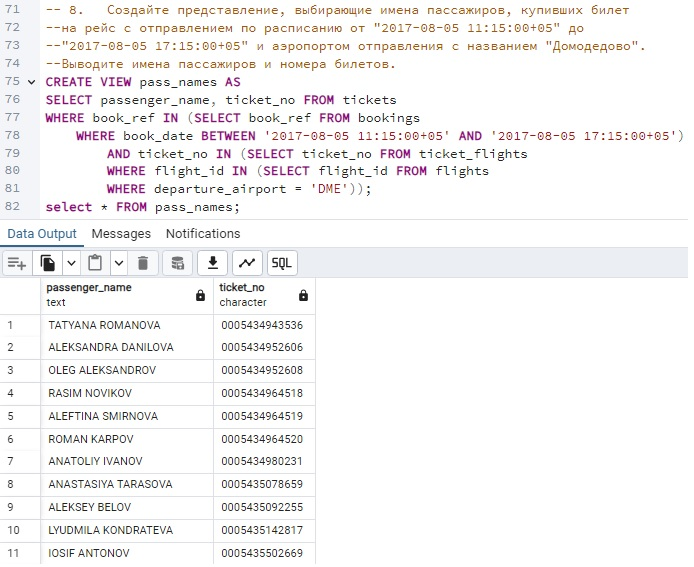 71 -- 8. Создайте представление, выбирающие имена пассажиров, купивших билет
72 --на рейс с отправлением по расписанию от "2017-08-05 11:15:00+05" до
73 --"2017-08-05 17:15:00+05" и аэропортом отправления с названием "Домодедово".
74 --Выводите имена пассажиров и номера билетов.
75 CREATE VIEW pass_names AS
76 SELECT passenger_name, ticket_no FROM tickets
77 WHERE book_ref IN (SELECT book_ref FROM bookings
78 WHERE book_date BETWEEN '2017-08-05 11:15:00+05' AND '2017-08-05 17:15:00+05')
79 AND ticket_no IN (SELECT ticket_no FROM ticket_flights
80 WHERE flight_id IN (SELECT flight_id FROM flights
81 WHERE departure_airport = 'DME'));
82 select * FROM pass_names;
Data Output Messages Notifications
SQL
passenger_name ticket_no
text character
1 TATYANA ROMANOVA 0005434943536
2 ALEKSANDRA DANILOVA 0005434952606
3 OLEG ALEKSANDROV 0005434952608
4 RASIM NOVIKOV 0005434964518
5 ALEFTINA SMIRNOVA 0005434964519
6 ROMAN KARPOV 0005434964520
7 ANATOLIY IVANOV 0005434980231
8 ANASTASIYA TARASOVA 0005435078659
9 ALEKSEY BELOV 0005435092255
10 LYUDMILA KONDRATEVA 0005435142817
11 IOSIF ANTONOV 0005435502669